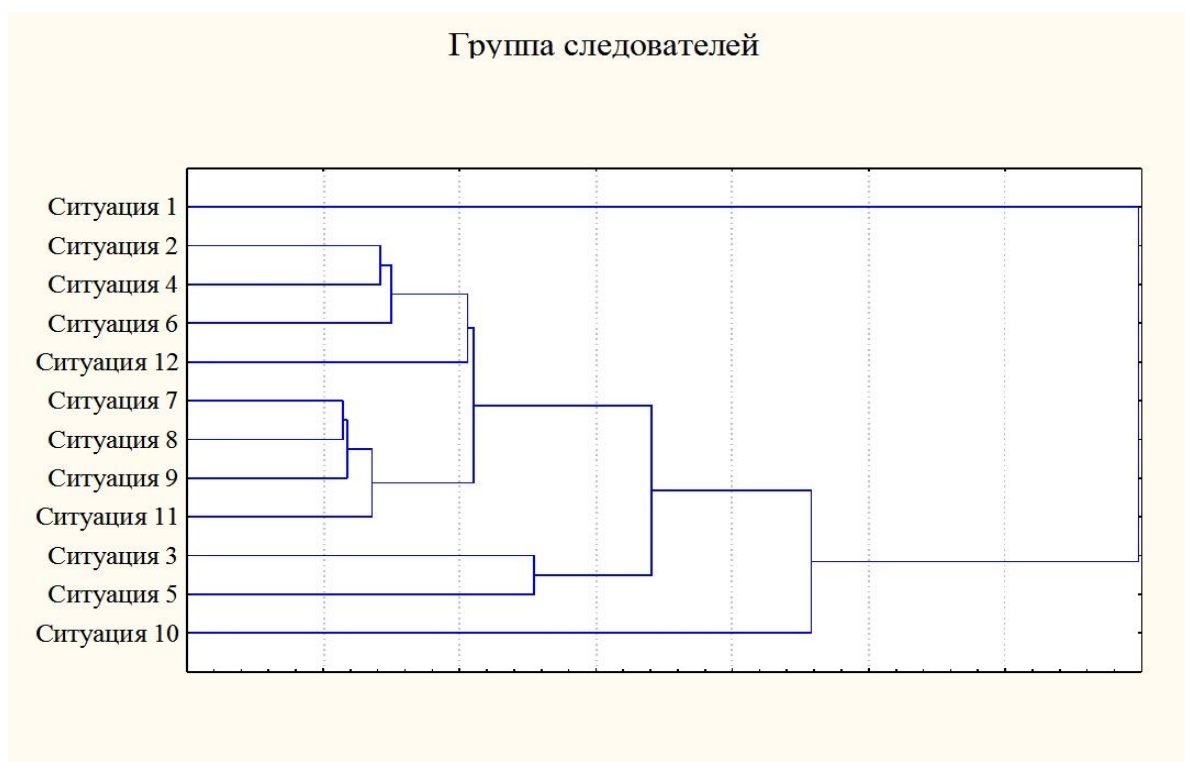 Группа следователей
Ситуация 1
Ситуация 2
Ситуация 4
Ситуация 6
Ситуация 12
Ситуация 7
Ситуация 8
Ситуация 9
Ситуация 11
Ситуация 3
Ситуация 5
Ситуация 10